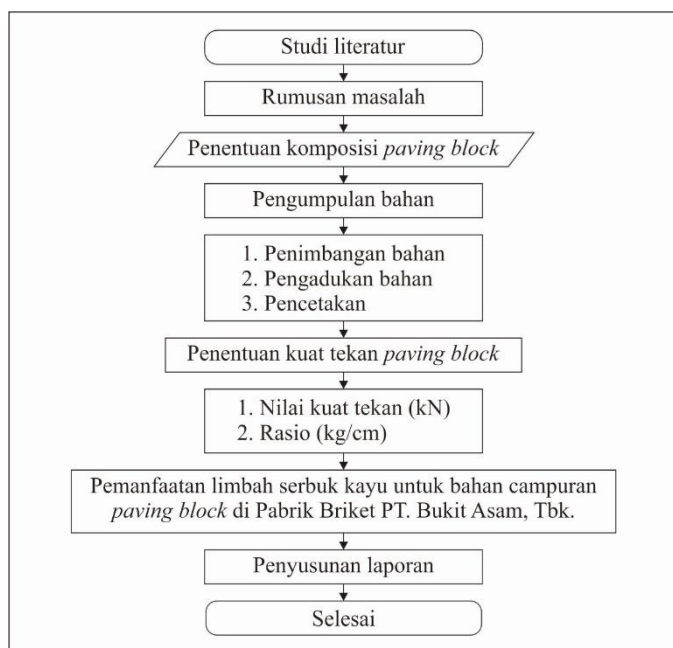 Studi literatur
Rumusan masalah
Penentuan komposisi paving block
Pengumpulan bahan
1. Penimbangan bahan
2. Pengadukan bahan
3. Pencetakan
Penentuan kuat tekan paving block
1. Nilai kuat tekan (kN)
2. Rasio (kg/cm)
Pemanfaatan limbah serbuk kayu untuk bahan campuran
paving block di Pabrik Briket PT. Bukit Asam, Tbk.
Penyusunan laporan
Selesai